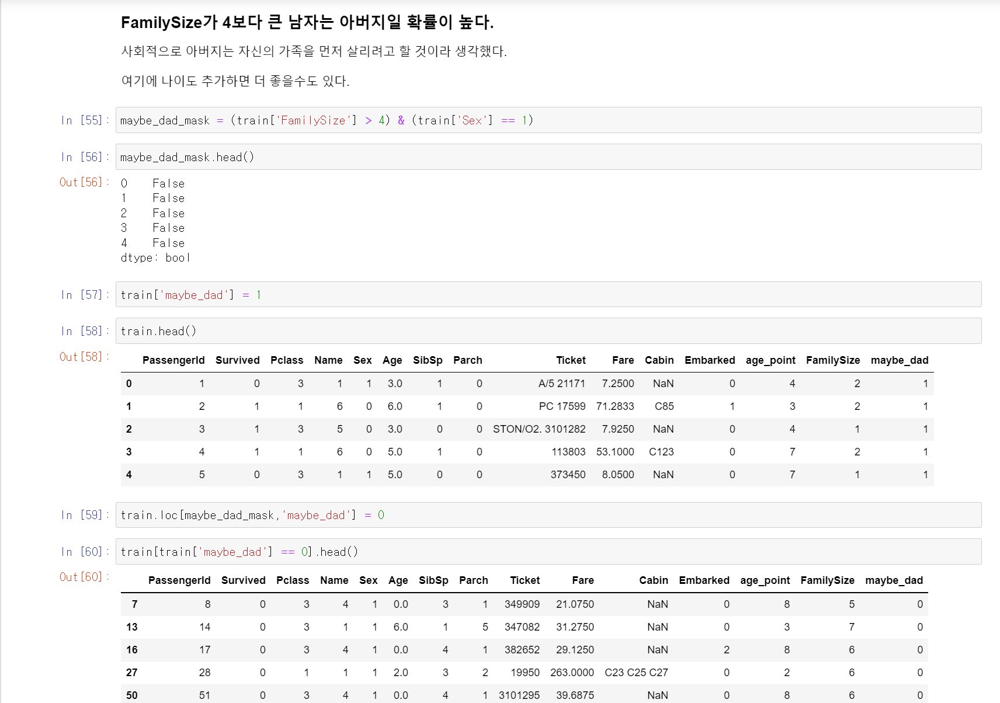 FamilySize가 4보다 큰 남자는 아버지일 확률이 높다.
사회적으로 아버지는 자신의 가족을 먼저 살리려고 할 것이라 생각했다.
여기에 나이도 추가하면 더 좋을수도 있다.
In [55]: maybe_dad_mask = (train['FamilySize'] > 4) & (train['Sex'] == 1)
In [56]: maybe_dad_mask.head()
Out[56]: 0    False
1    False
2    False
3    False
4    False
dtype: bool
In [57]: train['maybe_dad'] = 1
In [58]: train.head()
Out[58]:
PassengerId Survived Pclass Name Sex Age SibSp Parch Ticket Fare Cabin Embarked age_point FamilySize maybe_dad
0 1 0 3 1 1 3.0 1 0 A/5 21171 7.2500 NaN 0 4 2 1
1 2 1 1 6 0 6.0 1 0 PC 17599 71.2833 C85 1 3 2 1
2 3 1 3 5 0 3.0 0 0 STON/O2. 3101282 7.9250 NaN 0 4 1 1
3 4 1 1 6 0 5.0 1 0 113803 53.1000 C123 0 7 2 1
4 5 0 3 1 1 5.0 0 0 373450 8.0500 NaN 0 7 1 1
In [59]: train.loc[maybe_dad_mask,'maybe_dad'] = 0
In [60]: train[train['maybe_dad'] == 0].head()
Out[60]:
PassengerId Survived Pclass Name Sex Age SibSp Parch Ticket Fare Cabin Embarked age_point FamilySize maybe_dad
7 8 0 3 4 1 0.0 3 1 349909 21.0750 NaN 0 8 5 0
13 14 0 3 1 1 6.0 1 5 347082 31.2750 NaN 0 3 7 0
16 17 0 3 4 1 0.0 4 1 382652 29.1250 NaN 2 8 6 0
27 28 0 1 1 1 2.0 3 2 19950 263.0000 C23 C25 C27 0 2 6 0
50 51 0 3 4 1 0.0 4 1 3101295 39.6875 NaN 0 8 6 0